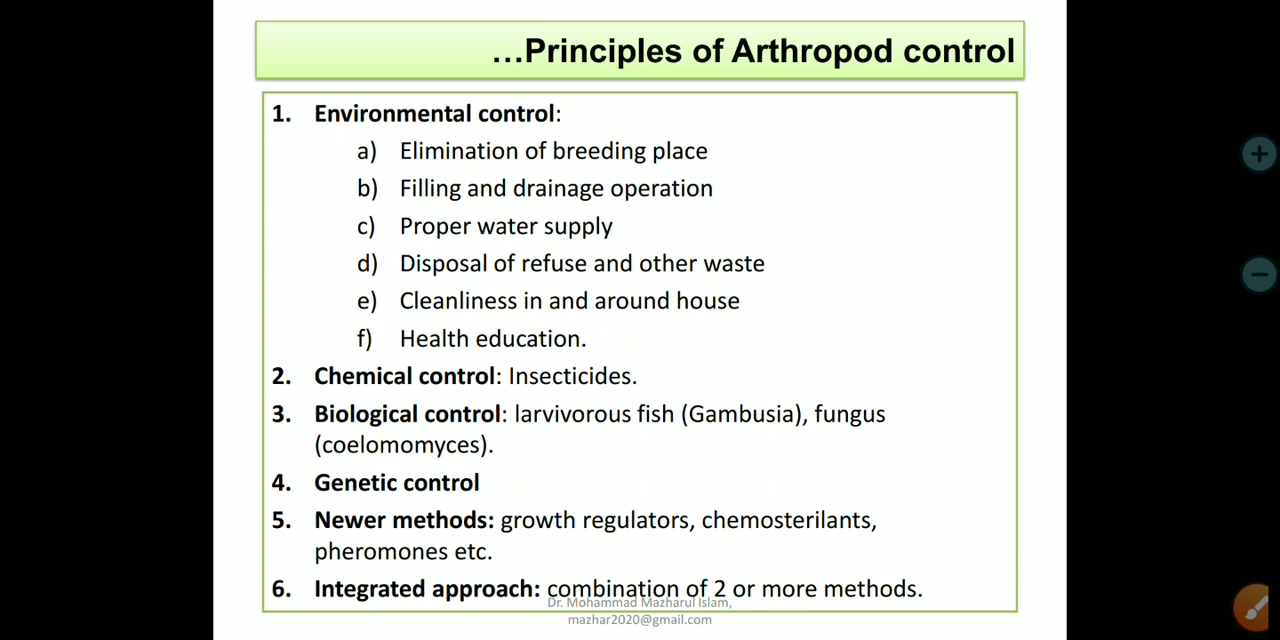 ...Principles of Arthropod control
1. Environmental control:
a) Elimination of breeding place
b) Filling and drainage operation
c) Proper water supply
d) Disposal of refuse and other waste
e) Cleanliness in and around house
f) Health education.
2. Chemical control: Insecticides.
3. Biological control: larvivorous fish (Gambusia), fungus
(coelomomyces).
4. Genetic control
5. Newer methods: growth regulators, chemosterilants,
pheromones etc.
6. Integrated approach: combination of 2 or more methods.
Dr. Mohammad Mazharul Islam,
mazhar2020@gmail.com